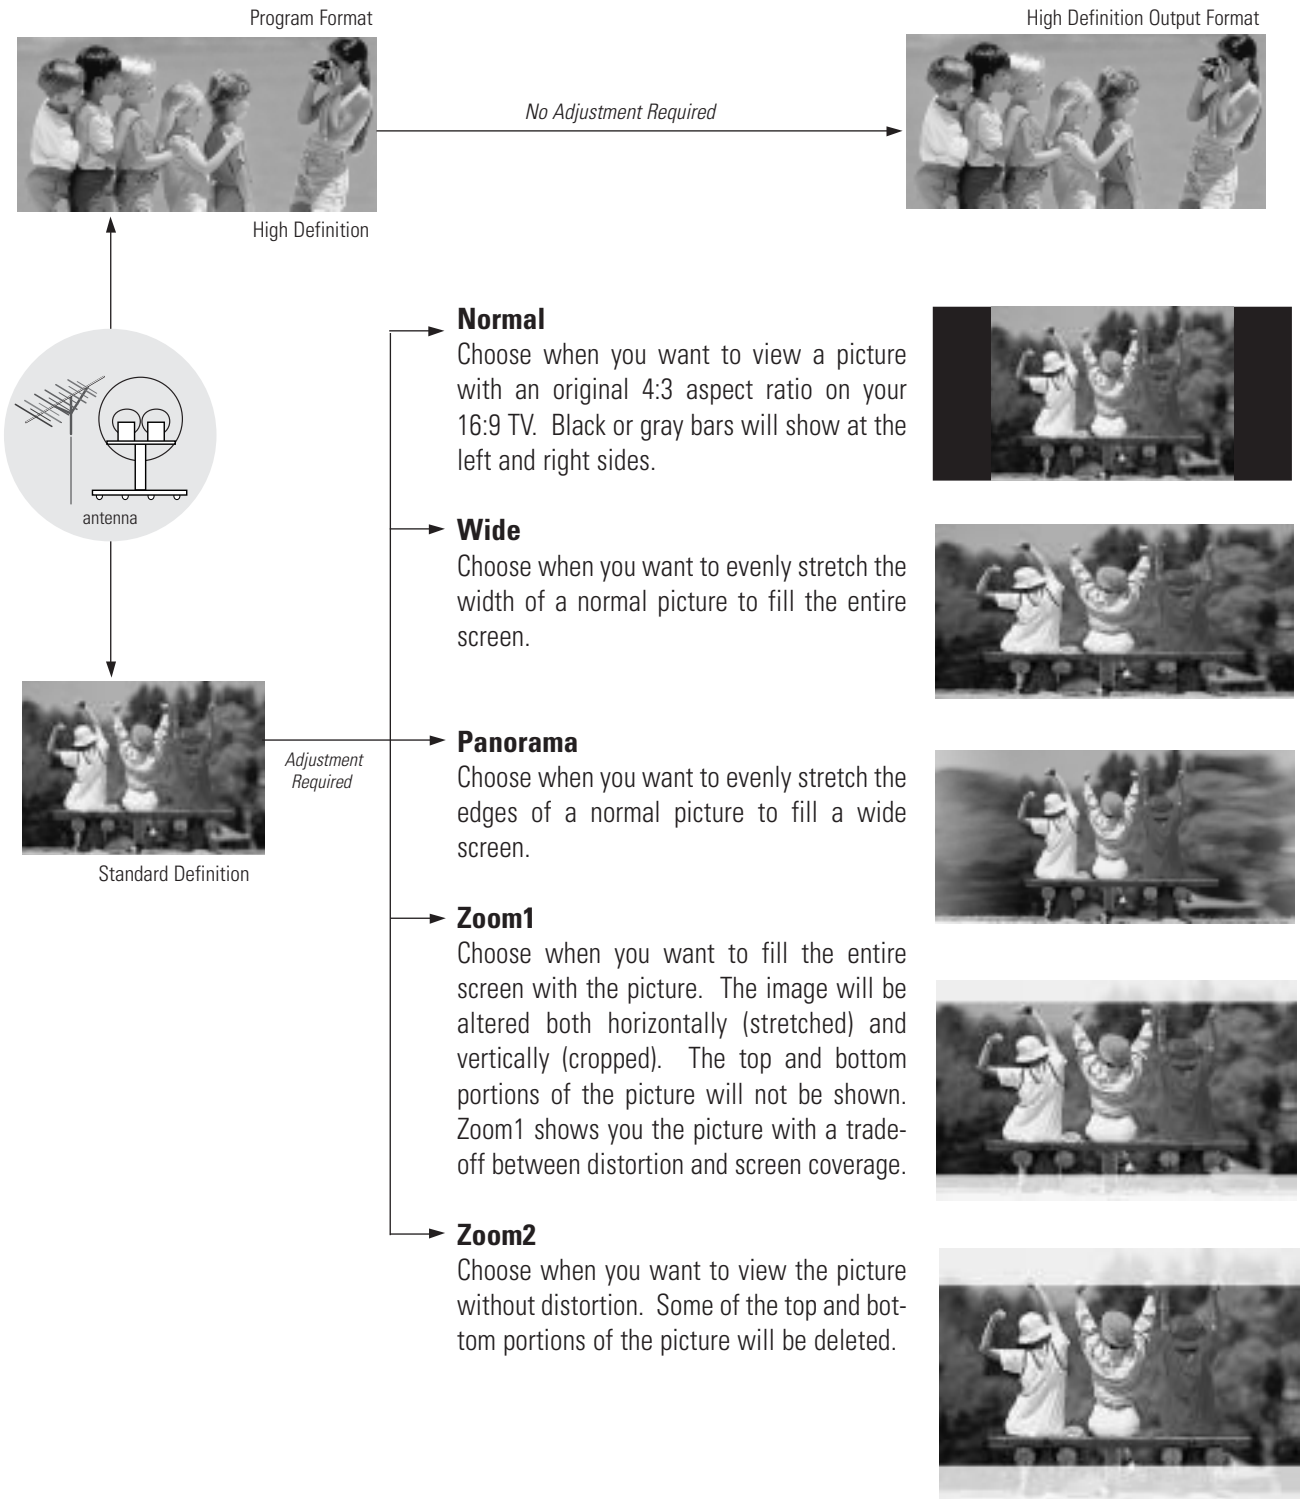 Program Format
High Definition Output Format
No Adjustment Required
High Definition
antenna
Standard Definition
Adjustment
Required
Normal
Choose when you want to view a picture
with an original 4:3 aspect ratio on your
16:9 TV. Black or gray bars will show at the
left and right sides.
Wide
Choose when you want to evenly stretch the
width of a normal picture to fill the entire
screen.
Panorama
Choose when you want to evenly stretch the
edges of a normal picture to fill a wide
screen.
Zoom1
Choose when you want to fill the entire
screen with the picture. The image will be
altered both horizontally (stretched) and
vertically (cropped). The top and bottom
portions of the picture will not be shown.
Zoom1 shows you the picture with a trade-
off between distortion and screen coverage.
Zoom2
Choose when you want to view the picture
without distortion. Some of the top and bot-
tom portions of the picture will be deleted.